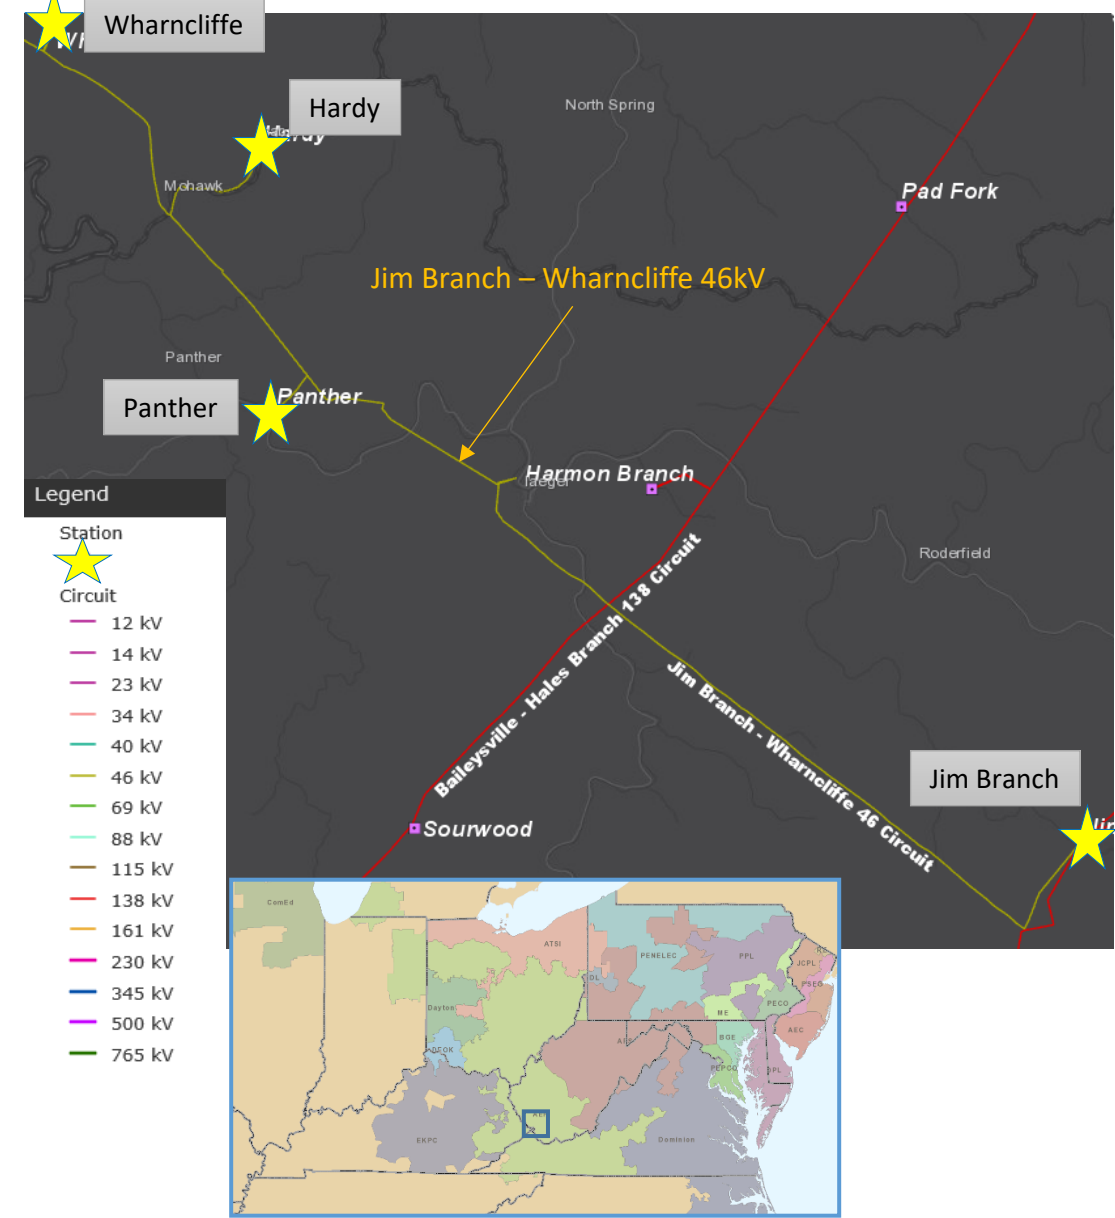 Wharncliffe
Wh
Hardy
Hardy
North Spring
Mohawk
Pad Fork
Jim Branch – Wharncliffe 46kV
Panther
Panther
Panther
Harmon Branch
Iaeger
Legend
Station
Roderfield
Circuit
12 kV
14 kV
23 kV
34 kV
40 kV
46 kV
69 kV
88 kV
115 kV
138 kV
161 kV
230 kV
345 kV
500 kV
765 kV
Baileysville - Hales Branch 138 Circuit
Jim Branch - Wharncliffe 46 Circuit
Jim Branch
Sourwood
ComEd
ATSI
PENELEC
PPL
JCPL
PSEG
Dayton
ME
PECO
AEC
BGE
DEOK
PEPCO
DPL
EKPC
Dominion